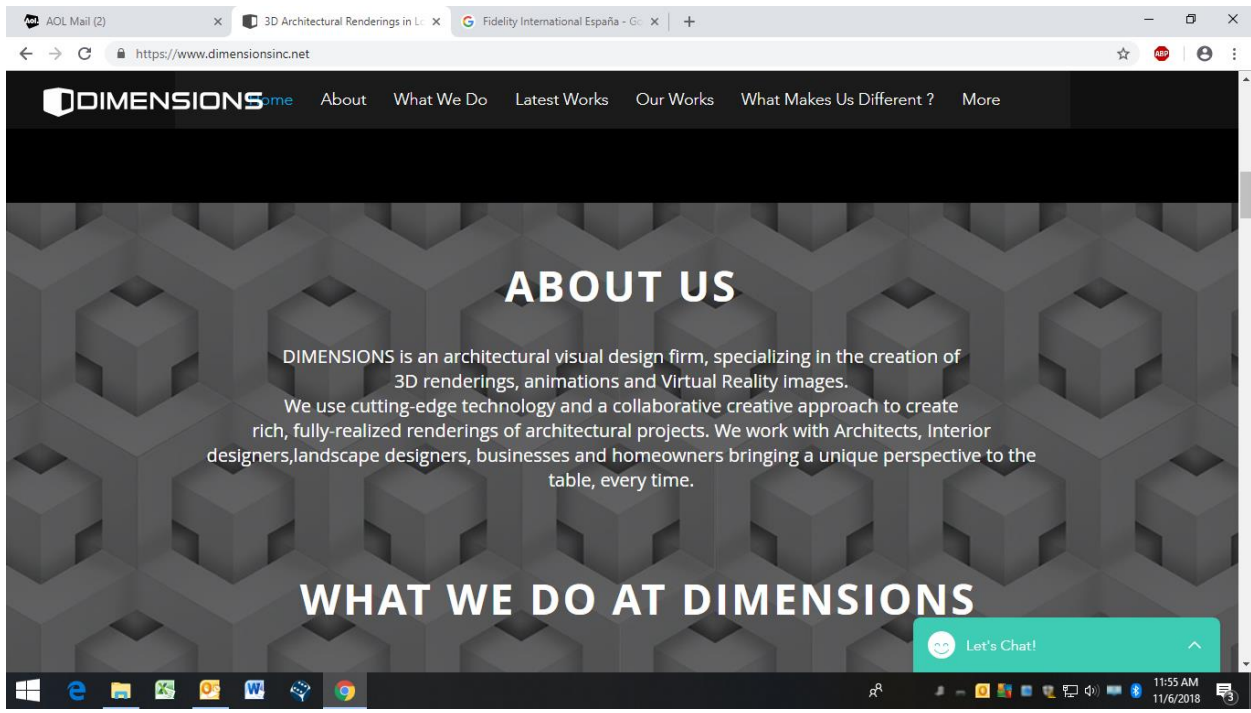 AOL Mail (2)
3D Architectural Renderings in Lo
Fidelity International España - Go
https://www.dimensionsinc.net
ABP
DIMENSIONS
ome About What We Do Latest Works Our Works What Makes Us Different ? More
ABOUT US
DIMENSIONS is an architectural visual design firm, specializing in the creation of
3D renderings, animations and Virtual Reality images.
We use cutting-edge technology and a collaborative creative approach to create
rich, fully-realized renderings of architectural projects. We work with Architects, Interior
designers,landscape designers, businesses and homeowners bringing a unique perspective to the
table, every time.
WHAT WE DO AT DIMENSIONS
Let's Chat!
11:55 AM
11/6/2018
3